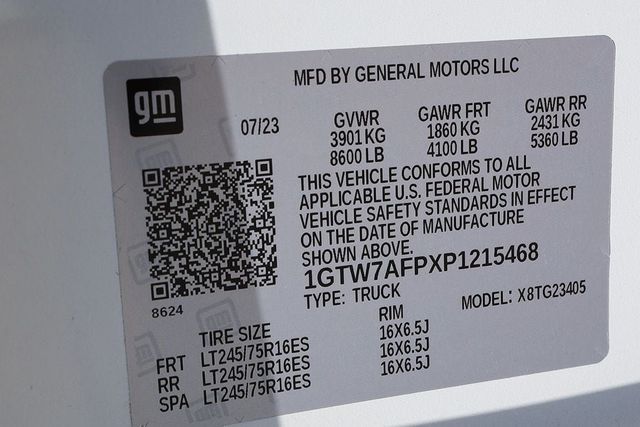 gm
MFD BY GENERAL MOTORS LLC
07/23
GVWR GAWR FRT GAWR RR
3901 KG 1860 KG 2431 KG
8600 LB 4100 LB 5360 LB
THIS VEHICLE CONFORMS TO ALL
APPLICABLE U.S. FEDERAL MOTOR
VEHICLE SAFETY STANDARDS IN EFFECT
ON THE DATE OF MANUFACTURE
SHOWN ABOVE.
1GTW7AFPXP1215468
TYPE: TRUCK MODEL: X8TG23405
8624
TIRE SIZE RIM
FRT LT245/75R16ES 16X6.5J
RR LT245/75R16ES 16X6.5J
SPA LT245/75R16ES 16X6.5J